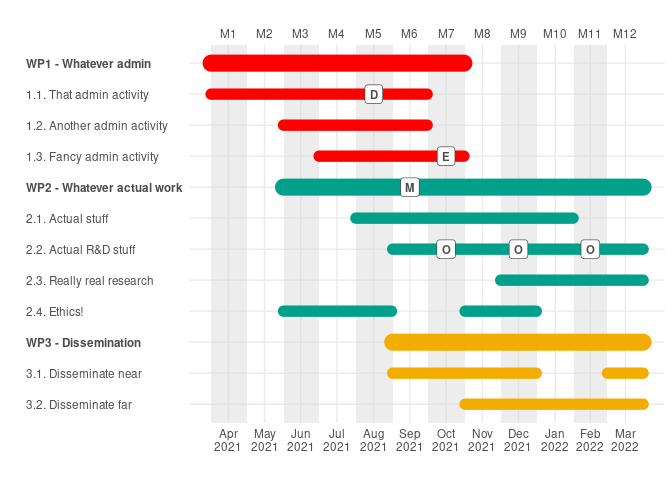 M1 M2 M3 M4 M5 M6 M7 M8 M9 M10 M11 M12
WP1 - Whatever admin
1.1. That admin activity D
1.2. Another admin activity
1.3. Fancy admin activity E
WP2 - Whatever actual work M
2.1. Actual stuff
2.2. Actual R&D stuff O O O
2.3. Really real research
2.4. Ethics!
WP3 - Dissemination
3.1. Disseminate near
3.2. Disseminate far
Apr May Jun Jul Aug Sep Oct Nov Dec Jan Feb Mar
2021 2021 2021 2021 2021 2021 2021 2021 2021 2022 2022 2022